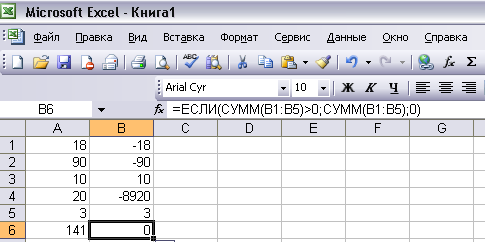 Microsoft Excel - Книга1
Файл Правка Вид Вставка Формат Сервис Данные Окно Справка
Arial Cyr 10 Ж К Ч
B6 fx =ЕСЛИ(СУММ(B1:B5)>0;СУММ(B1:B5);0)
A B C D E F G
1 18 -18
2 90 -90
3 10 10
4 20 -8920
5 3 3
6 141 0